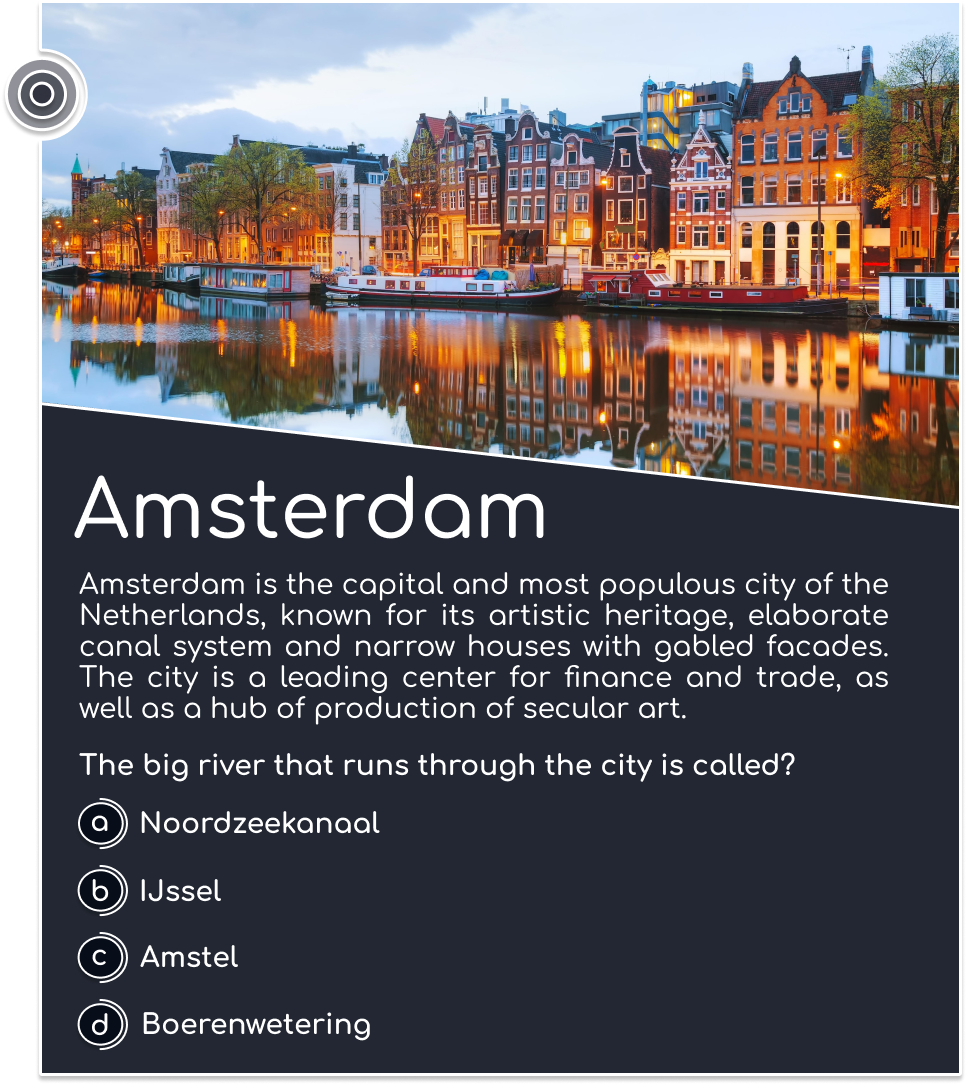 Amsterdam
Amsterdam is the capital and most populous city of the
Netherlands, known for its artistic heritage, elaborate
canal system and narrow houses with gabled facades.
The city is a leading center for finance and trade, as
well as a hub of production of secular art.
The big river that runs through the city is called?
a Noordzeekanaal
b IJssel
c Amstel
d Boerenwetering